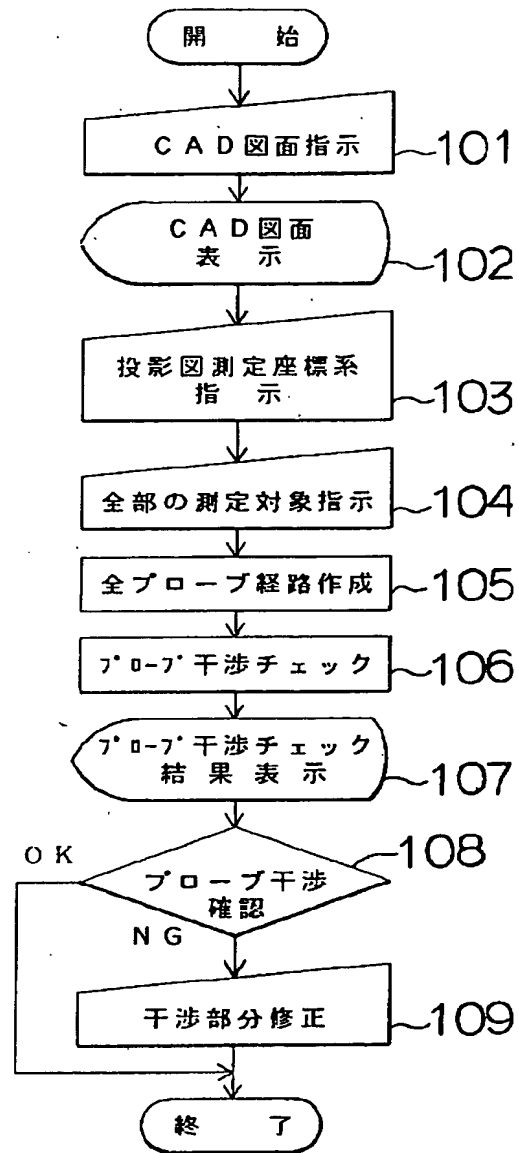 開 始
CAD図面指示 101
CAD図面
表 示 102
投影図測定座標系
指 示 103
全部の測定対象指示 104
全プローブ経路作成 105
プローブ干渉チェック 106
プローブ干渉チェック
結果表示 107
OK
108
プローブ干渉
確認
NG
干渉部分修正 109
終 了